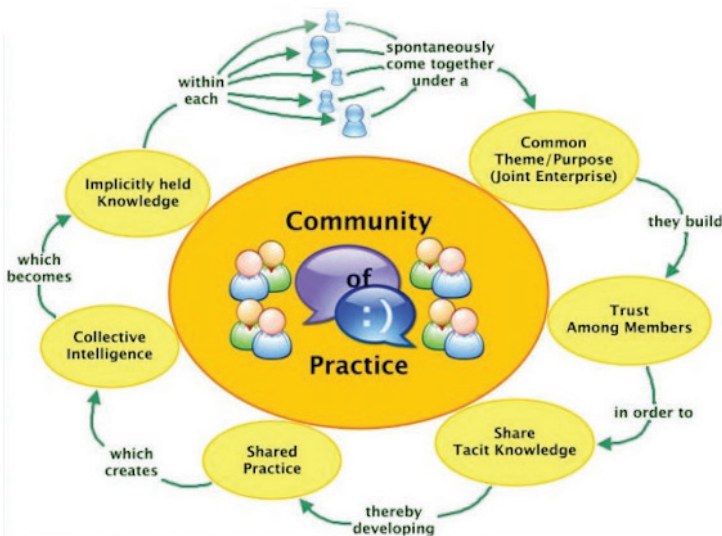 spontaneously
come together
under a
Common
Theme/Purpose
(Joint Enterprise)
they build
Trust
Among Members
in order to
Share
Tacit Knowledge
thereby
developing
Shared
Practice
which
creates
Collective
Intelligence
which
becomes
Implicitly held
Knowledge
within
each
Community
of
:)
Practice